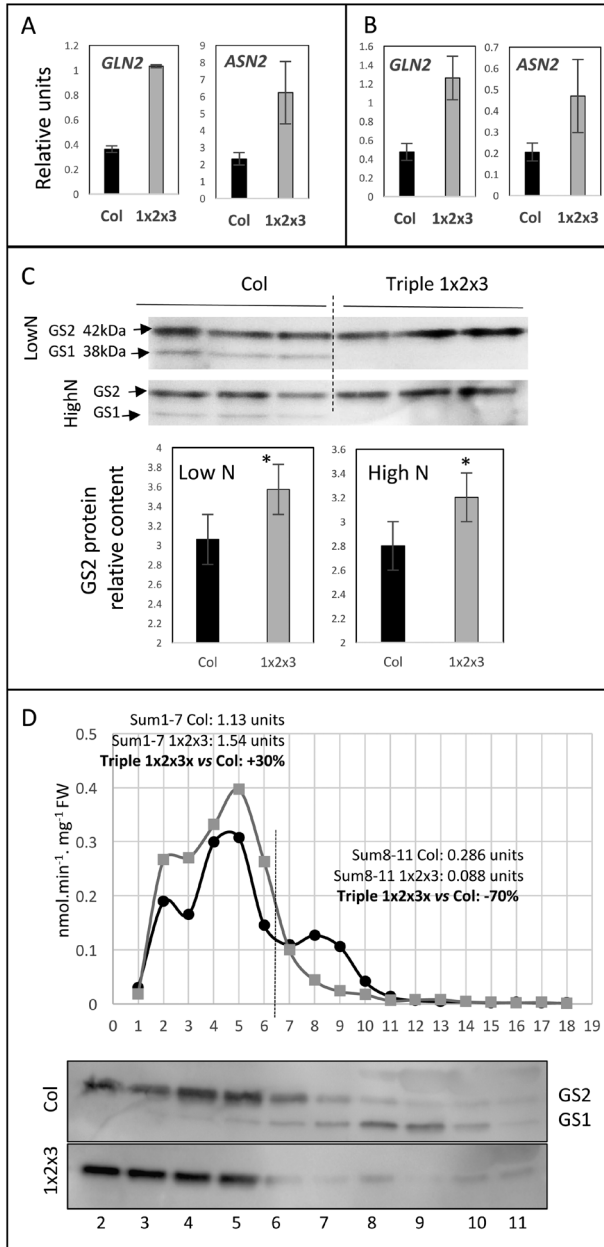 A
B
1.2
1
0.8
0.6
0.4
0.2
0
GLN2
Col 1x2x3
9
8
7
6
5
4
3
2
1
0
ASN2
Col 1x2x3
Relative units
1.6
1.4
1.2
1
0.8
0.6
0.4
0.2
0
GLN2
Col 1x2x3
0.7
0.6
0.5
0.4
0.3
0.2
0.1
0
ASN2
Col 1x2x3
C
Col Triple 1x2x3
LowN
GS2 42kDa
GS1 38kDa
HighN
GS2
GS1
GS2 protein
relative content
4
3.8
3.6
3.4
3.2
3
2.8
2.6
2.4
2.2
2
Low N *
Col 1x2x3
4
3.8
3.6
3.4
3.2
3
2.8
2.6
2.4
2.2
2
High N *
Col 1x2x3
D
Sum1-7 Col: 1.13 units
Sum1-7 1x2x3: 1.54 units
Triple 1x2x3x vs Col: +30%
nmol.min-1. mg-1 FW
0.5
0.4
0.3
0.2
0.1
0
Sum8-11 Col: 0.286 units
Sum8-11 1x2x3: 0.088 units
Triple 1x2x3x vs Col: -70%
0 1 2 3 4 5 6 7 8 9 10 11 12 13 14 15 16 17 18 19
Col
GS2
GS1
1x2x3
2 3 4 5 6 7 8 9 10 11